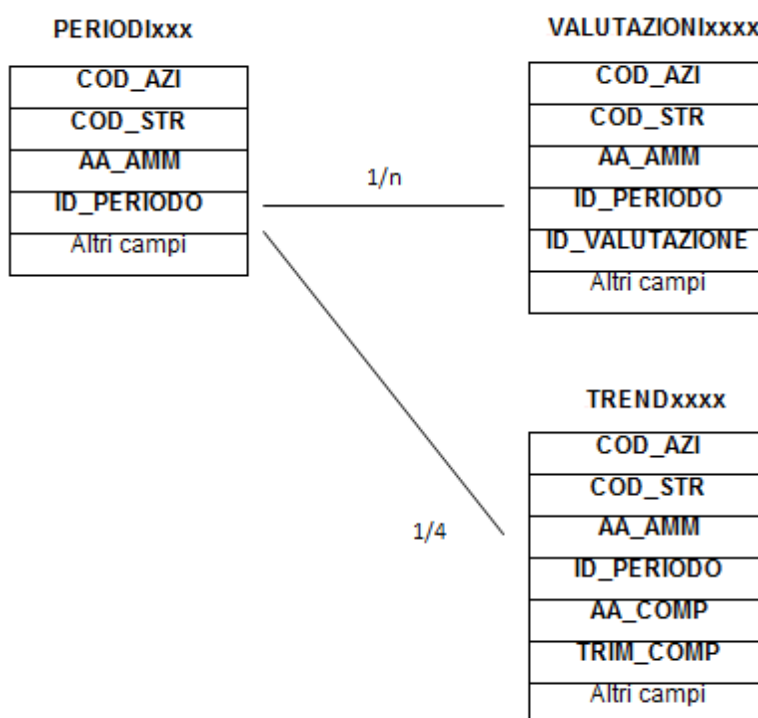 PERIODIxxx
COD_AZI
COD_STR
AA_AMM
ID_PERIODO
Altri campi
1/n
VALUTAZIONIxxxx
COD_AZI
COD_STR
AA_AMM
ID_PERIODO
ID_VALUTAZIONE
Altri campi
1/4
TRENDxxxx
COD_AZI
COD_STR
AA_AMM
ID_PERIODO
AA_COMP
TRIM_COMP
Altri campi